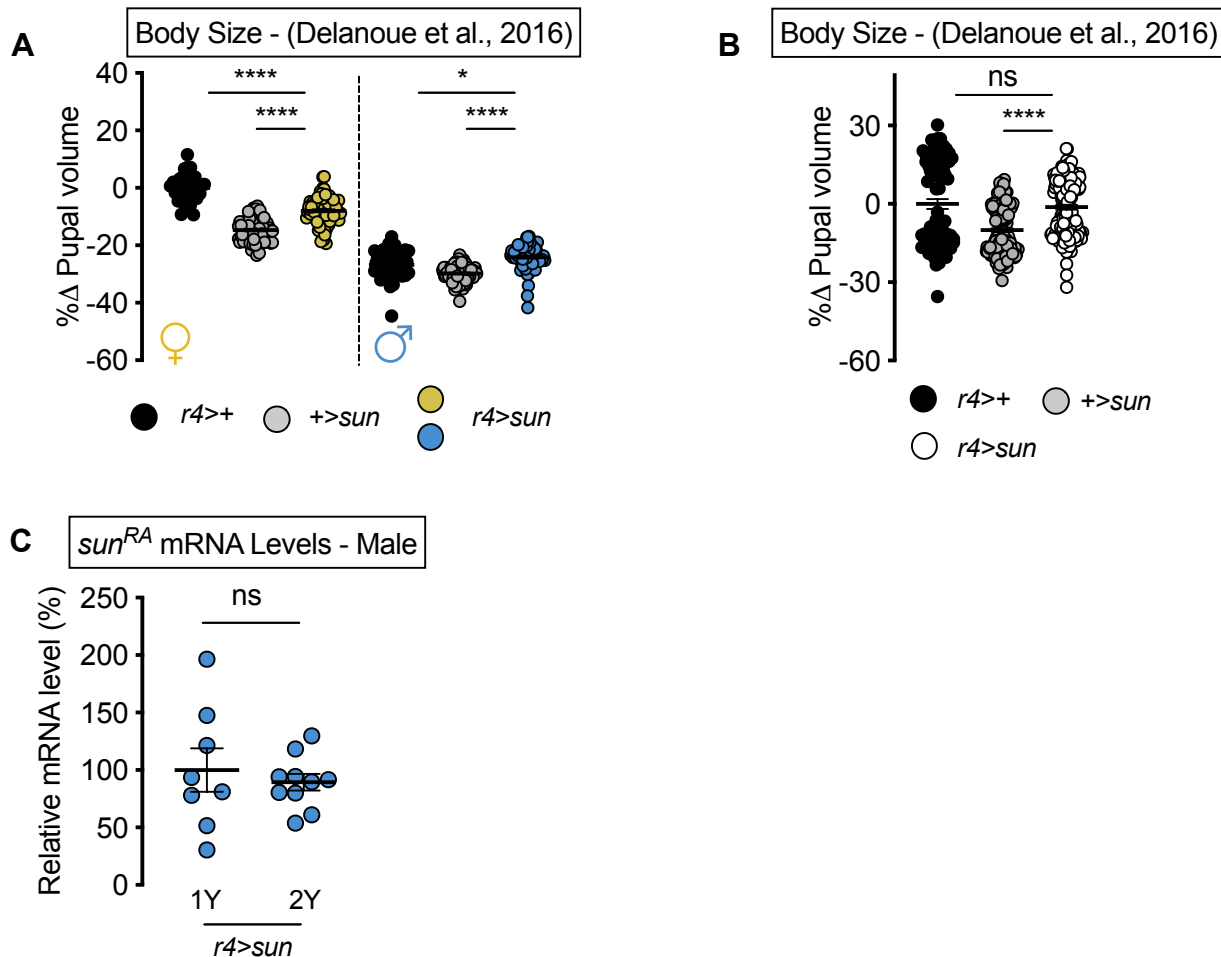 A
Body Size - (Delanoue et al., 2016)
**** *
**** ****
%Δ Pupal volume
40
20
0
-20
-40
-60
♀ ♂
r4>+ +>sun r4>sun
B
Body Size - (Delanoue et al., 2016)
ns
****
%Δ Pupal volume
30
0
-30
-60
r4>+ +>sun
r4>sun
C
sun^RA mRNA Levels - Male
ns
Relative mRNA level (%)
250
200
150
100
50
0
1Y 2Y
r4>sun